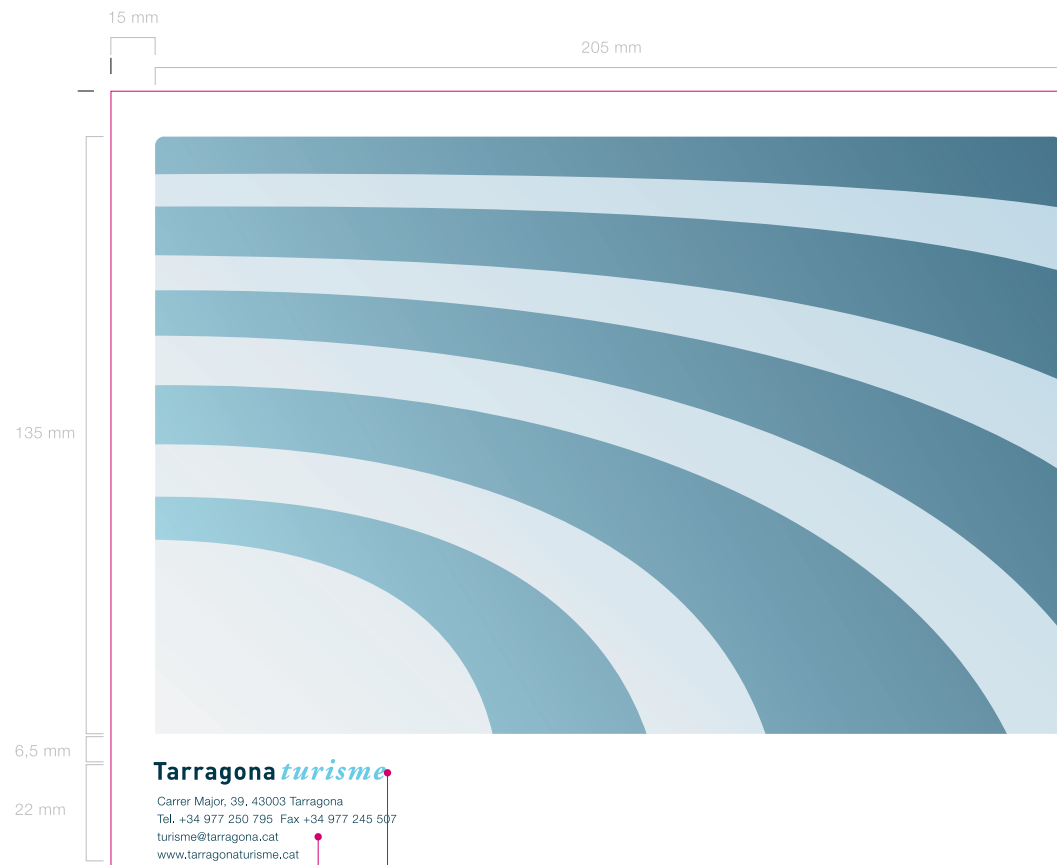 15 mm
205 mm
135 mm
6,5 mm
Tarragona turisme
22 mm
Carrer Major, 39. 43003 Tarragona
Tel. +34 977 250 795 Fax +34 977 245 507
turisme@tarragona.cat
www.tarragonaturisme.cat